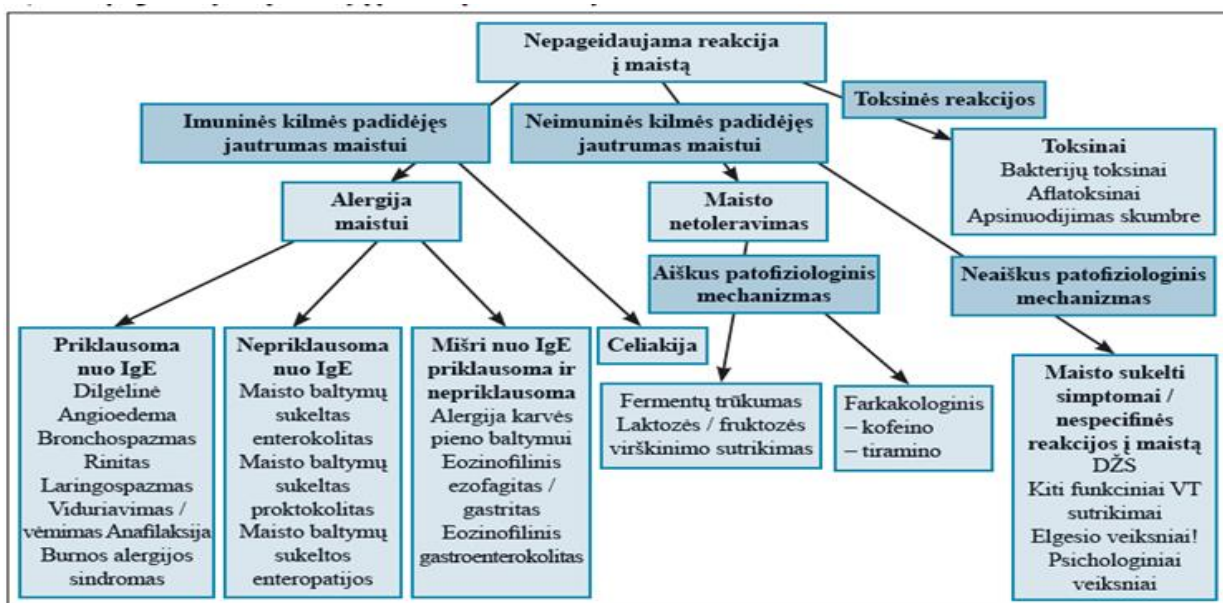 Nepageidaujama reakcija
į maistą
Imuninės kilmės padidėjęs
jautrumas maistui
Neimuninės kilmės padidėjęs
jautrumas maistui
Toksinės reakcijos
Toksinai
Bakterijų toksinai
Aflatoksinai
Apsinuodijimas skumbre
Alergija
maistui
Maisto
netoleravimas
Aiškus patofiziologinis
mechanizmas
Neaiškus patofiziologinis
mechanizmas
Priklausoma
nuo IgE
Dilgėlinė
Angioedema
Bronchospazmas
Rinitas
Laringospazmas
Viduriavimas /
vėmimas Anafilaksija
Burnos alergijos
sindromas
Nepriklausoma
nuo IgE
Maisto baltymų
sukeltas
enterokolitas
Maisto baltymų
sukeltas
proktokolitas
Maisto baltymų
sukeltos
enteropatijos
Mišri nuo IgE
priklausoma ir
nepriklausoma
Alergija karvės
pieno baltymui
Eozinofilinis
ezofagitas /
gastritas
Eozinofilinis
gastroenterokolitas
Celiakija
Fermentų trūkumas
Laktozės / fruktozės
virškinimo sutrikimas
Farkakologinis
– kofeino
– tiramino
Maisto sukelti
simptomai /
nespecifinės
reakcijos į maistą
DŽS
Kiti funkciniai VT
sutrikimai
Elgesio veiksniai!
Psichologiniai
veiksniai